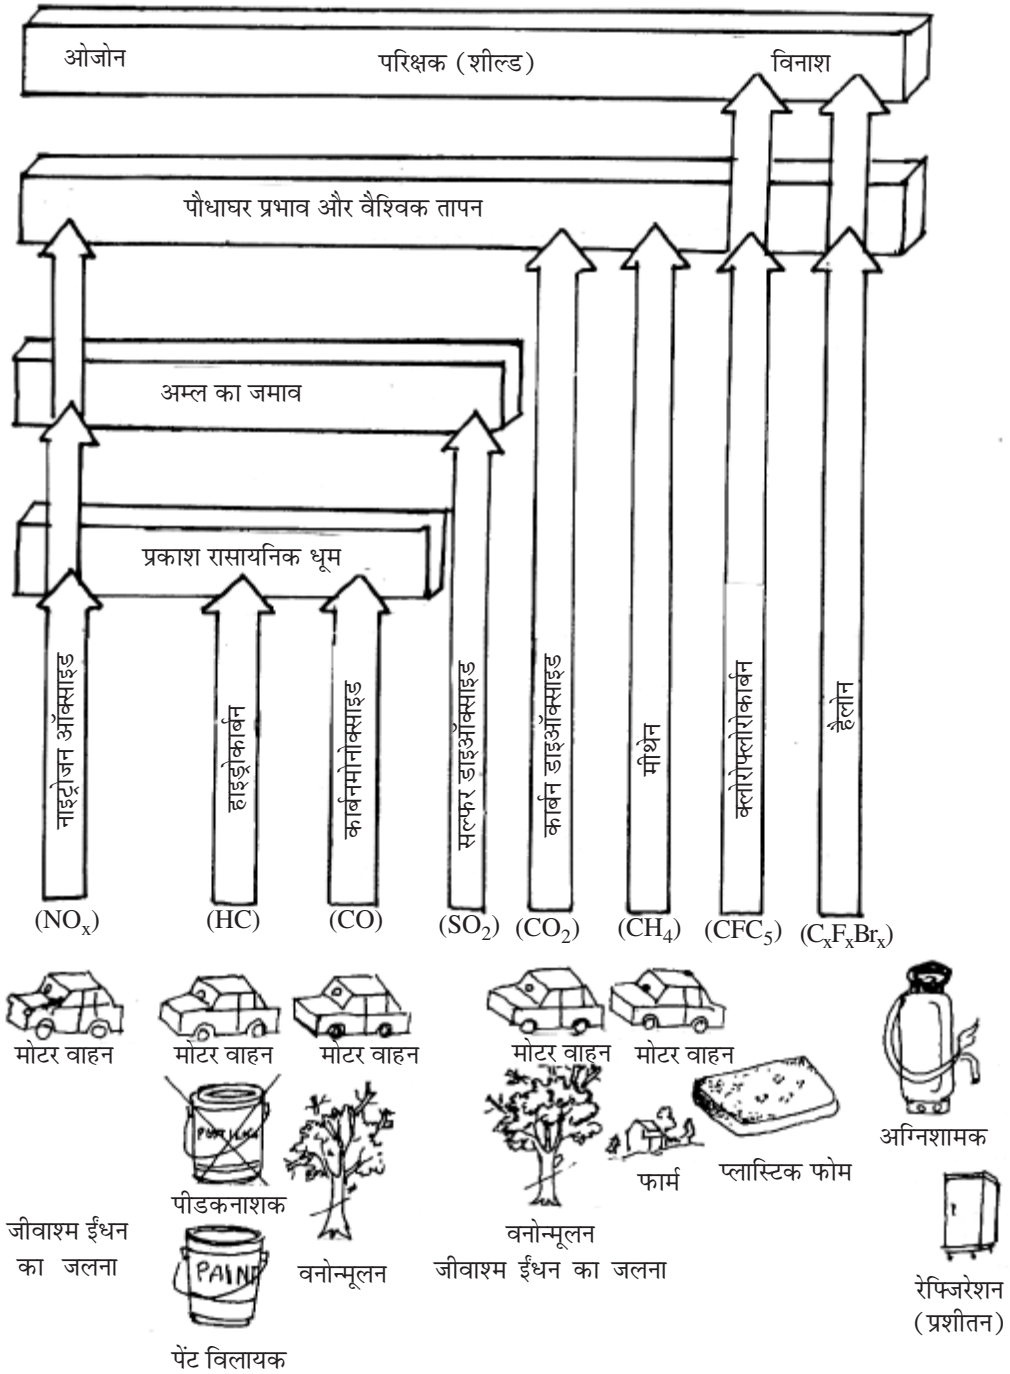 ओजोन परिक्षक (शील्ड) विनाश
पौधाघर प्रभाव और वैश्विक तापन
अम्ल का जमाव
प्रकाश रासायनिक धूम
नाइट्रोजन ऑक्साइड
हाइड्रोकार्बन
कार्बनमोनोक्साइड
सल्फर डाइऑक्साइड
कार्बन डाइऑक्साइड
मीथेन
क्लोरोफ्लोरोकार्बन
हैलोन
(NOx) (HC) (CO) (SO2) (CO2) (CH4) (CFC5) (CxFxBrx)
मोटर वाहन मोटर वाहन मोटर वाहन मोटर वाहन मोटर वाहन
अग्निशामक
फार्म प्लास्टिक फोम
पीडकनाशक
जीवाश्म ईंधन
का जलना
वनोन्मूलन
वनोन्मूलन
जीवाश्म ईंधन का जलना
PAINT
रेफ्जिरेशन
(प्रशीतन)
पेंट विलायक